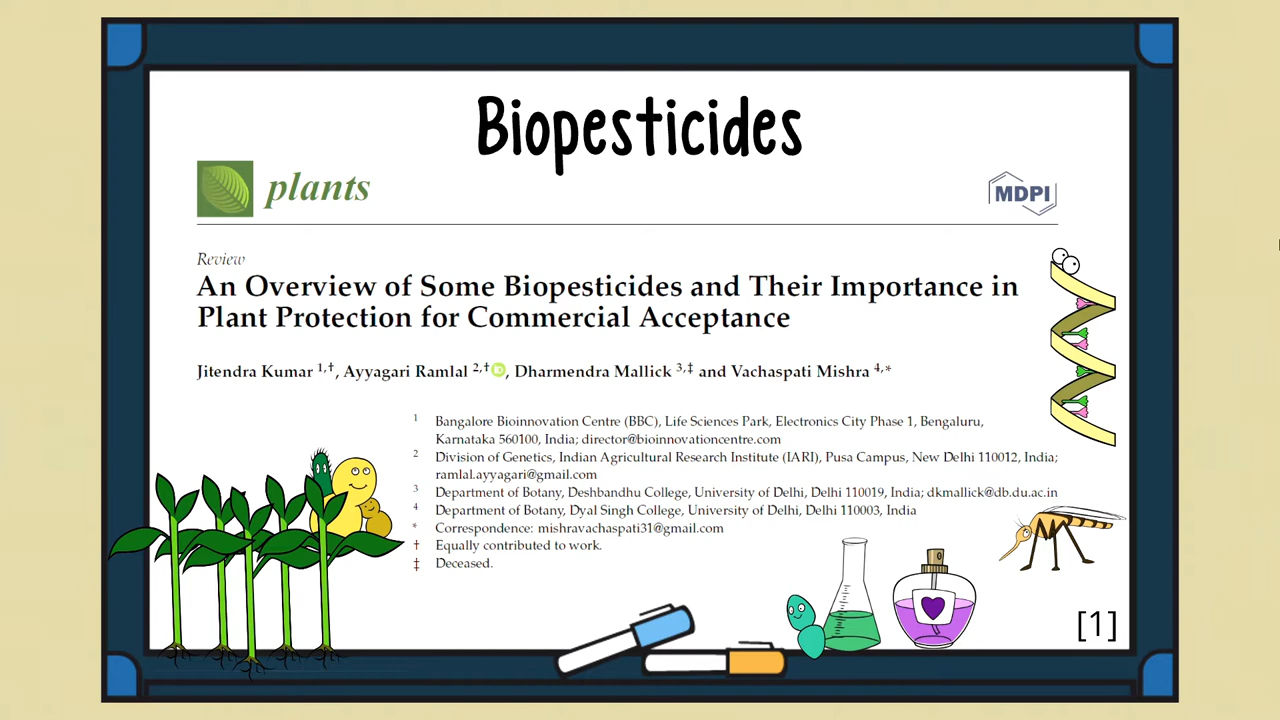 Biopesticides
plants
MDPI
Review
An Overview of Some Biopesticides and Their Importance in
Plant Protection for Commercial Acceptance
Jitendra Kumar 1,†, Ayyagari Ramlal 2,† iD, Dharmendra Mallick 3,‡ and Vachaspati Mishra 4,*
1 Bangalore Bioinnovation Centre (BBC), Life Sciences Park, Electronics City Phase 1, Bengaluru,
Karnataka 560100, India; director@bioinnovationcentre.com
2 Division of Genetics, Indian Agricultural Research Institute (IARI), Pusa Campus, New Delhi 110012, India;
ramlal.ayyagari@gmail.com
3 Department of Botany, Deshbandhu College, University of Delhi, Delhi 110019, India; dkmallick@db.du.ac.in
4 Department of Botany, Dyal Singh College, University of Delhi, Delhi 110003, India
* Correspondence: mishravachaspati31@gmail.com
† Equally contributed to work.
‡ Deceased.
[1]